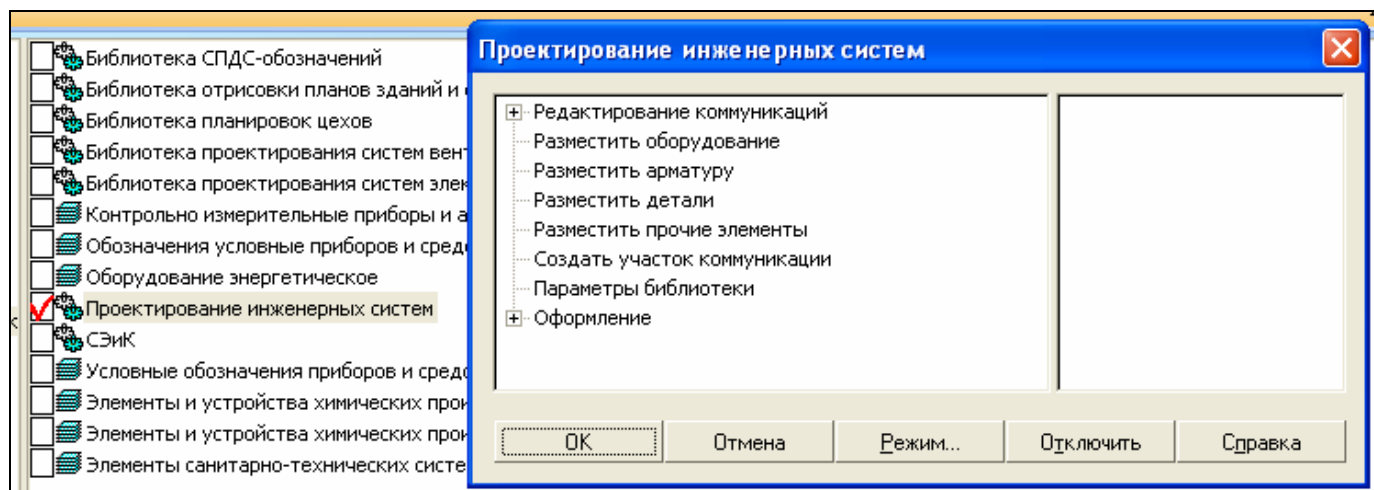 Библиотека СПДС-обозначений
Библиотека отрисовки планов зданий и
Библиотека планировок цехов
Библиотека проектирования систем вент
Библиотека проектирования систем элек
Контрольно измерительные приборы и а
Обозначения условные приборов и сред
Оборудование энергетическое
Проектирование инженерных систем
СЭиК
Условные обозначения приборов и сред
Элементы и устройства химических прои
Элементы и устройства химических прои
Элементы санитарно-технических систе
Проектирование инженерных систем
Редактирование коммуникаций
Разместить оборудование
Разместить арматуру
Разместить детали
Разместить прочие элементы
Создать участок коммуникации
Параметры библиотеки
Оформление
OK
Отмена
Режим...
Отключить
Справка